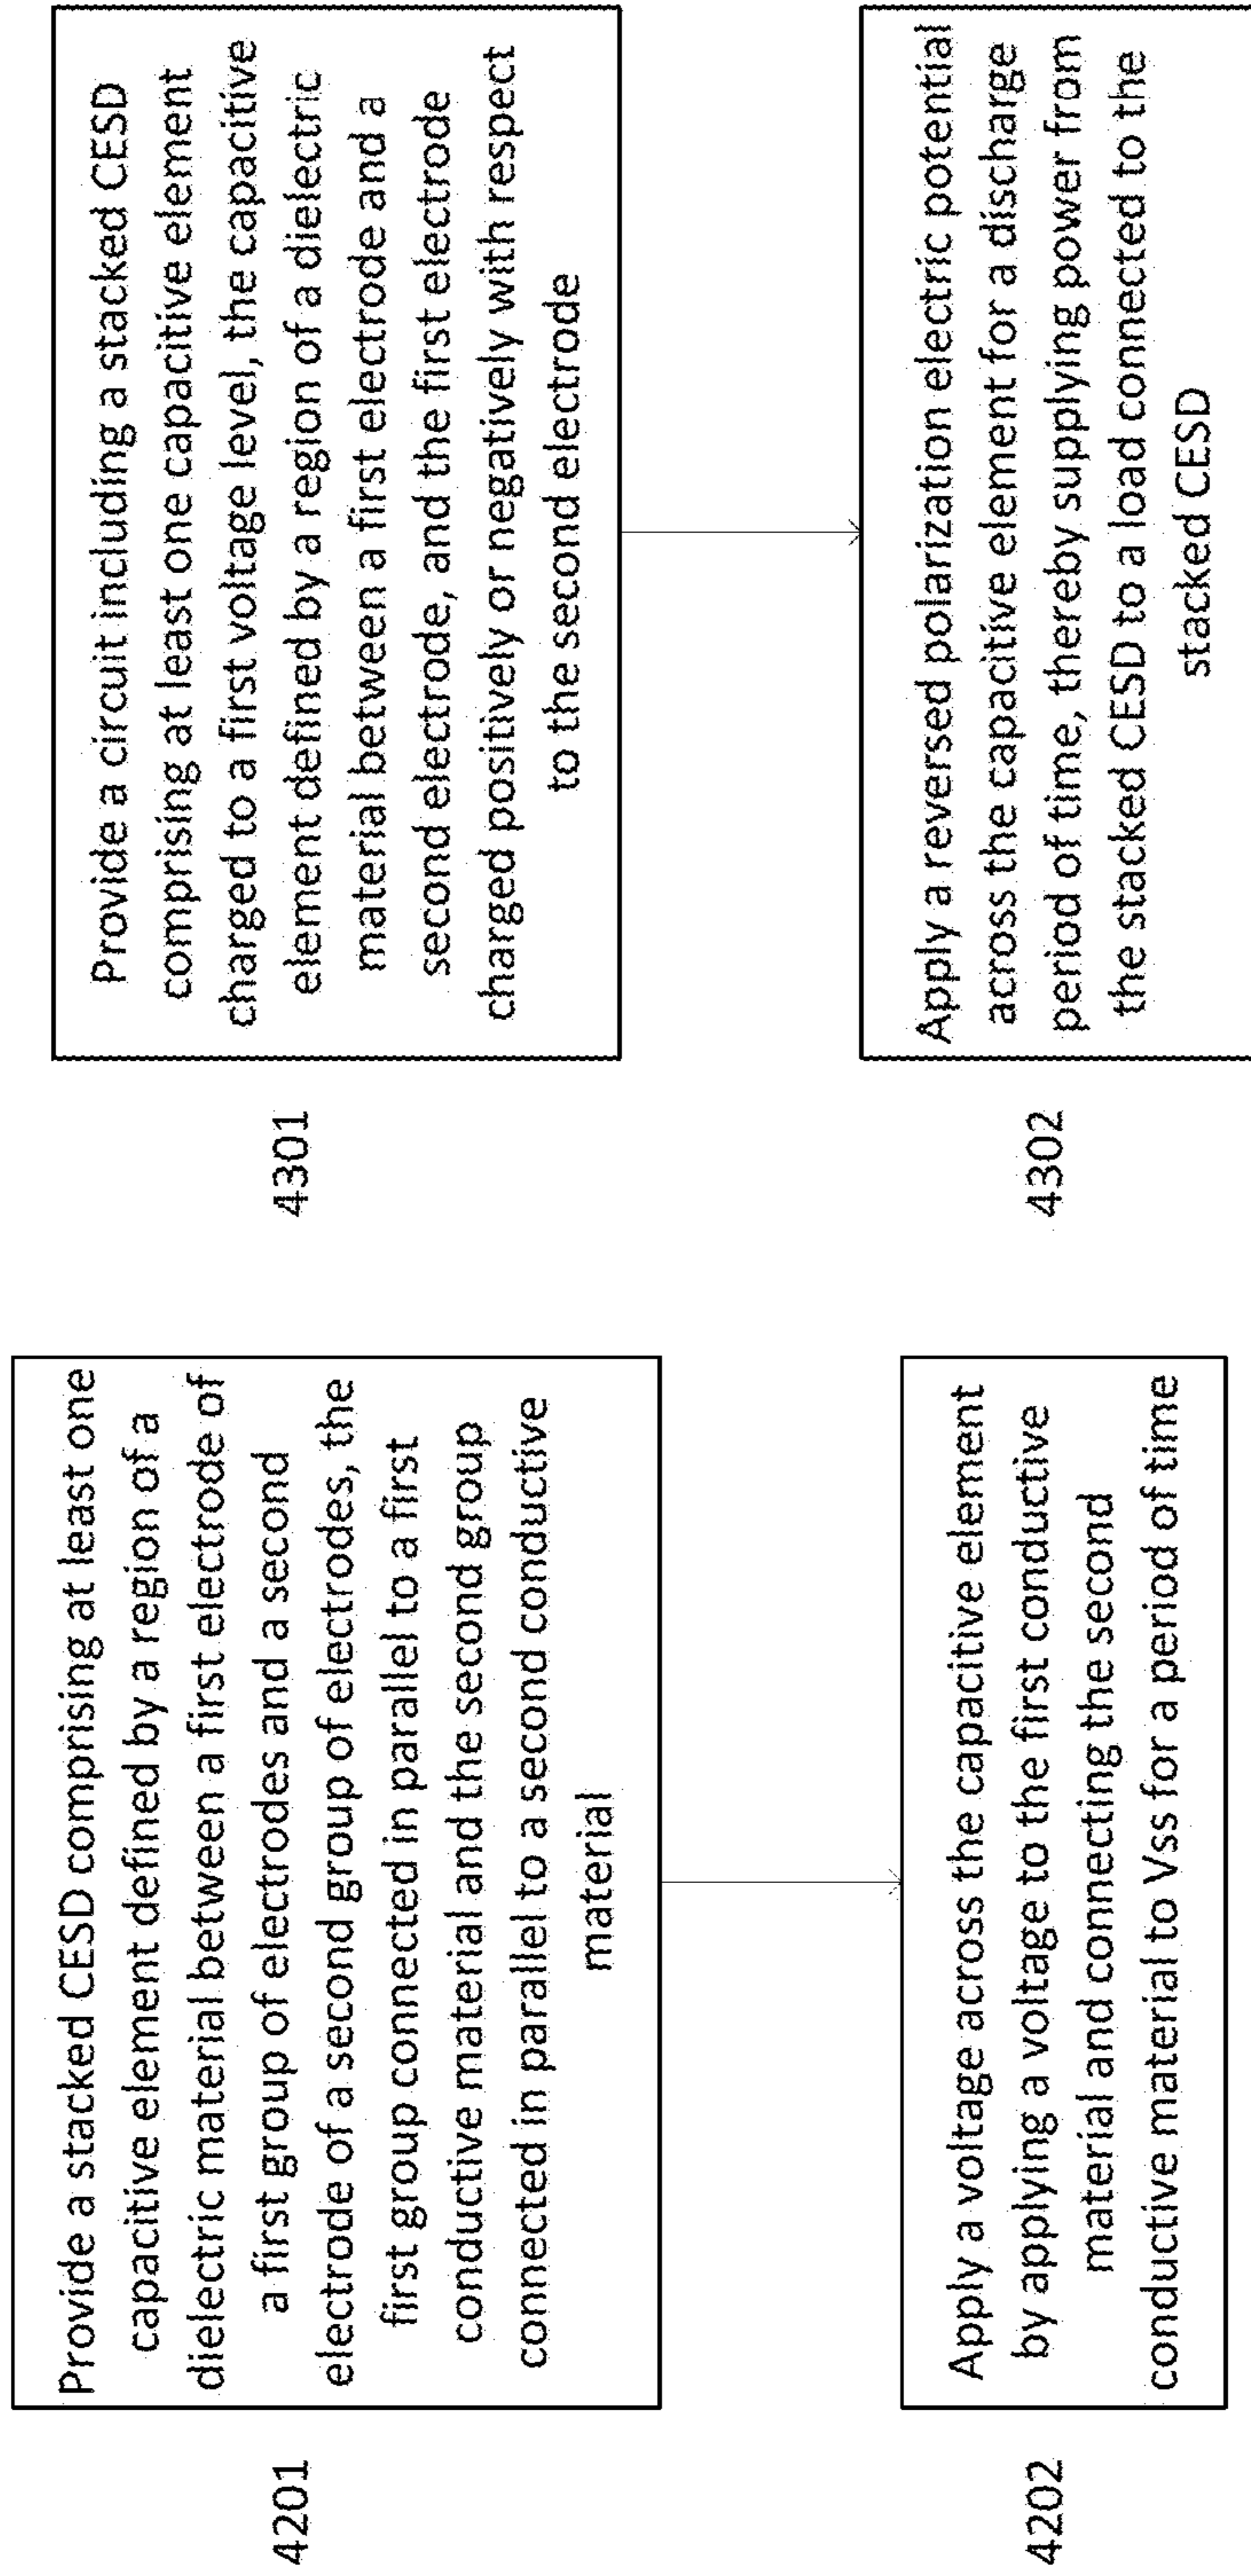 4201
Provide a stacked CESD comprising at least one
capacitive element defined by a region of a
dielectric material between a first electrode of
a first group of electrodes and a second
electrode of a second group of electrodes, the
first group connected in parallel to a first
conductive material and the second group
connected in parallel to a second conductive
material
4202
Apply a voltage across the capacitive element
by applying a voltage to the first conductive
material and connecting the second
conductive material to Vss for a period of time
4301
Provide a circuit including a stacked CESD
comprising at least one capacitive element
charged to a first voltage level, the capacitive
element defined by a region of a dielectric
material between a first electrode and a
second electrode, and the first electrode
charged positively or negatively with respect
to the second electrode
4302
Apply a reversed polarization electric potential
across the capacitive element for a discharge
period of time, thereby supplying power from
the stacked CESD to a load connected to the
stacked CESD